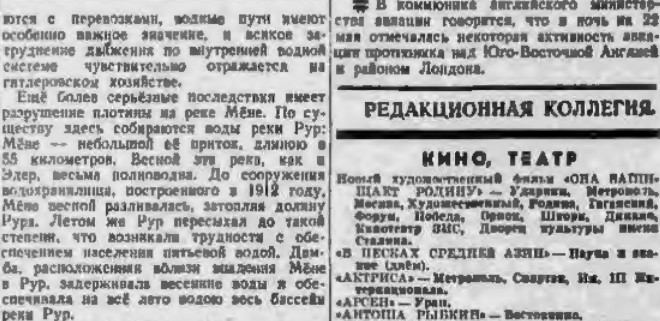 ются с перевозками, водные пути имеют
особенно важное значение, и всякое за-
труднение движения по внутренней водной
системе чувствительно отражается на
гитлеровском хозяйстве.
Ещё более серьёзные последствия имеет
разрушение плотины на реке Мёне. По су-
ществу здесь собираются воды реки Рур:
Мёне — небольшой её приток, длиною в
55 километров. Весной эта река, как и
Эдер, весьма полноводна. До сооружения
водохранилища, построенного в 1912 году,
Мёне весной разливалась, затопляя долину
Рура. Летом же Рур пересыхал до такой
степени, что возникали трудности с обе-
спечением населения питьевой водой. Дам-
ба, расположенная вблизи впадения Мёне
в Рур, задерживала весенние воды и обе-
спечивала на всё лето водою весь бассейн
реки Рур.
В коммюнике английского министер-
ства авиации говорится, что в ночь на 22
мая отмечалась некоторая активность авиа-
ции противника над Юго-Восточной Англией
и районом Лондона.
РЕДАКЦИОННАЯ КОЛЛЕГИЯ.
КИНО, ТЕАТР
Новый художественный фильм «ОНА ЗАЩИ-
ЩАЕТ РОДИНУ» — Ударник, Метрополь,
Москва, Художественный, Родина, Таганский,
Форум, Победа, Орион, Шторм, Динамо,
Кинотеатр ЗИС, Дворец культуры имени
Сталина.
«В ПЕСКАХ СРЕДНЕЙ АЗИИ» — Наука и зна-
ние (днём).
«АКТРИСА» — Метрополь, Спартак, Им. III Ин-
тернационала.
«АРСЕН» — Уран.
«АНТОША РЫБКИН» — Востоккино.